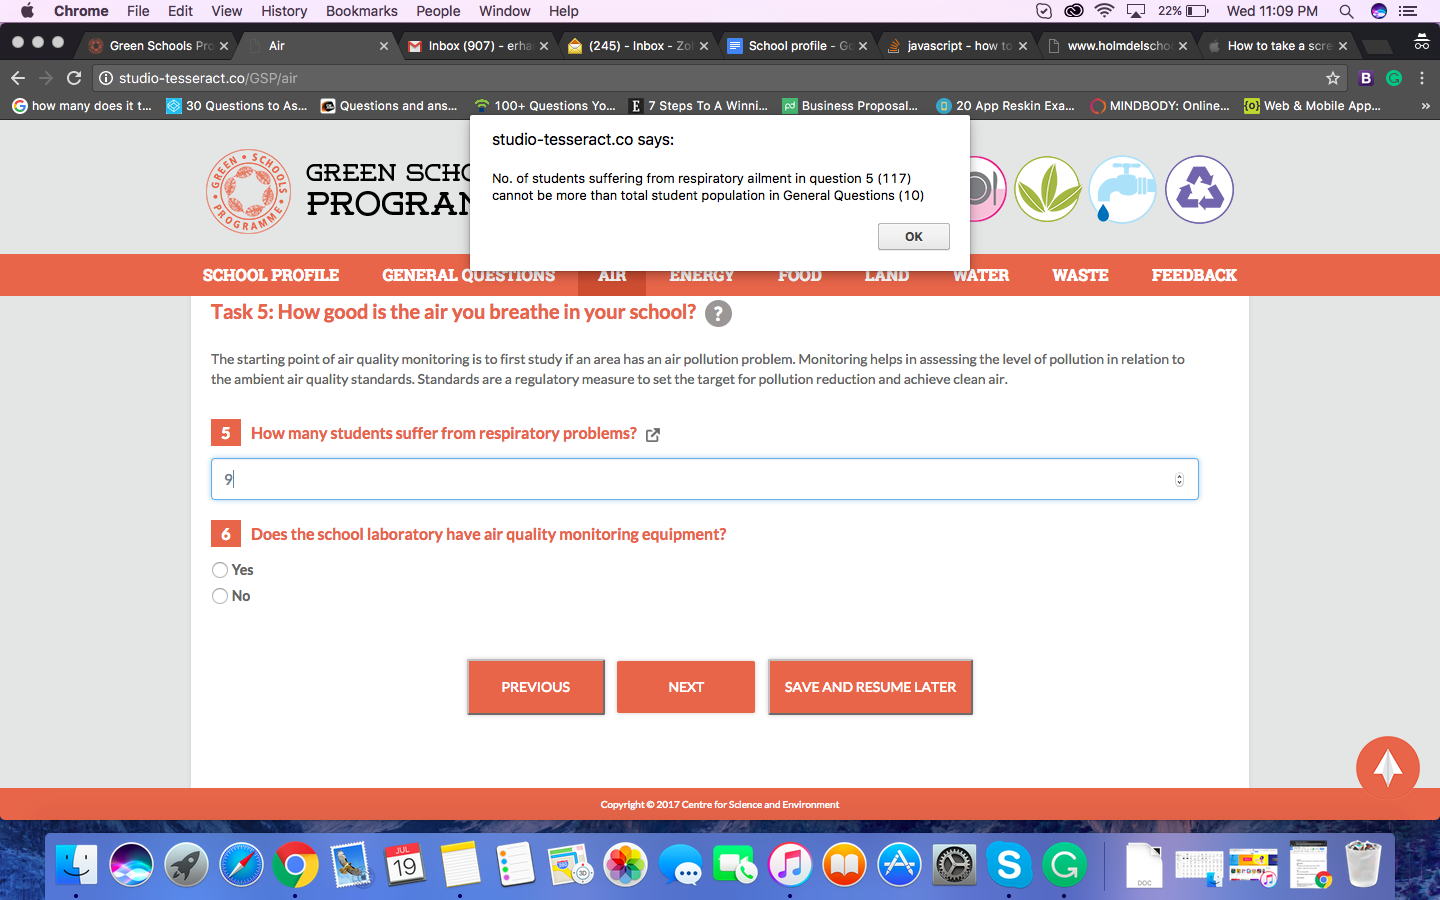 Chrome File Edit View History Bookmarks People Window Help 22% Wed 11:09 PM
Green Schools Pro Air Inbox (907) - erha (245) - Inbox - Zo School profile - Go javascript - how to www.holmdelschoo How to take a scre
studio-tesseract.co/GSP/air
how many does it t... 30 Questions to As... Questions and ans... 100+ Questions Yo... 7 Steps To A Winni... Business Proposal... 20 App Reskin Exa... MINDBODY: Online... Web & Mobile App... »
studio-tesseract.co says:
No. of students suffering from respiratory ailment in question 5 (117)
cannot be more than total student population in General Questions (10)
OK
GREEN • SCHOOLS • PROGRAMME •
GREEN SCHO
PROGRAN
SCHOOL PROFILE GENERAL QUESTIONS AIR ENERGY FOOD LAND WATER WASTE FEEDBACK
Task 5: How good is the air you breathe in your school? ?
The starting point of air quality monitoring is to first study if an area has an air pollution problem. Monitoring helps in assessing the level of pollution in relation to
the ambient air quality standards. Standards are a regulatory measure to set the target for pollution reduction and achieve clean air.
5 How many students suffer from respiratory problems?
9
6 Does the school laboratory have air quality monitoring equipment?
Yes
No
PREVIOUS NEXT SAVE AND RESUME LATER
Copyright © 2017 Centre for Science and Environment
JUL
19
3D
DOC